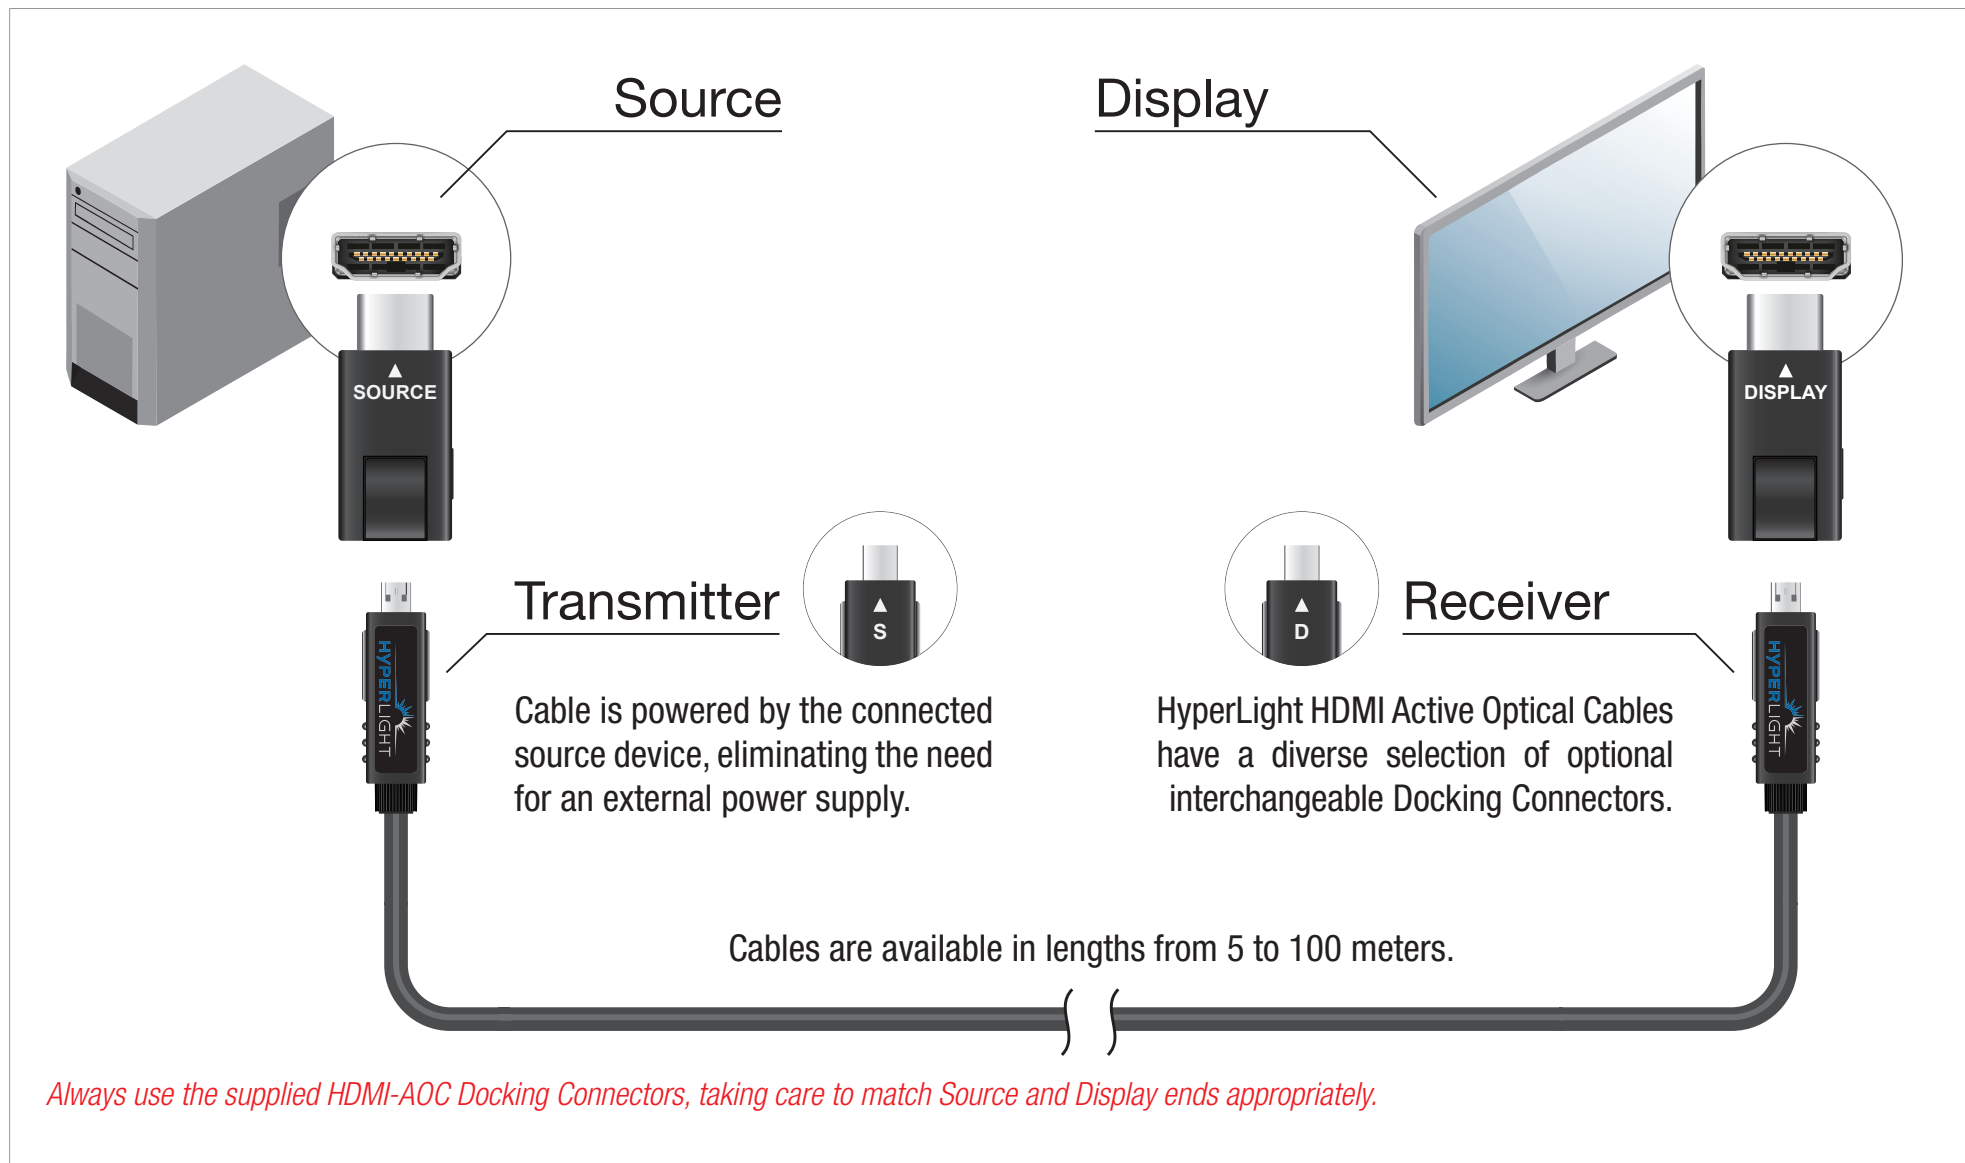 Source
Display
SOURCE
DISPLAY
Transmitter
S
D
Receiver
HYPERLIGHT
HYPERLIGHT
Cable is powered by the connected
source device, eliminating the need
for an external power supply.
HyperLight HDMI Active Optical Cables
have a diverse selection of optional
interchangeable Docking Connectors.
Cables are available in lengths from 5 to 100 meters.
Always use the supplied HDMI-AOC Docking Connectors, taking care to match Source and Display ends appropriately.